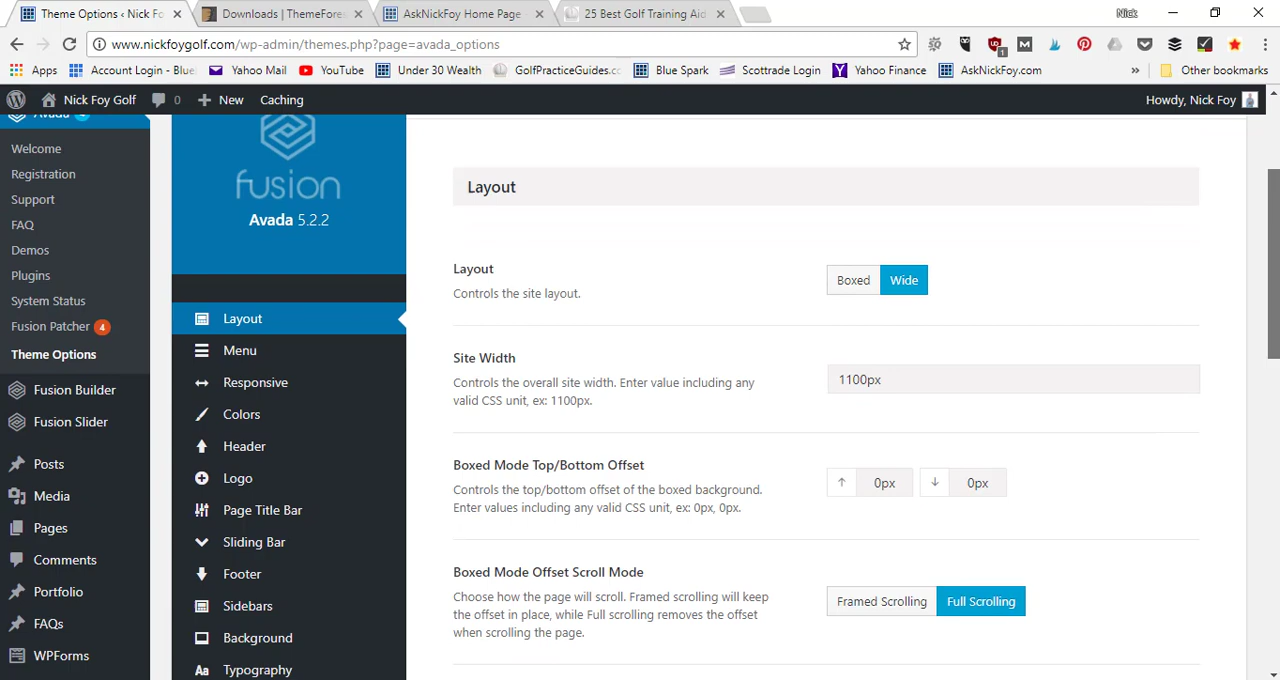 Theme Options ‹ Nick Fo
Downloads | ThemeFore
AskNickFoy Home Page
25 Best Golf Training Aid
Nick
www.nickfoygolf.com/wp-admin/themes.php?page=avada_options
Apps
Account Login - Blue
Yahoo Mail
YouTube
Under 30 Wealth
GolfPracticeGuides.cc
Blue Spark
Scottrade Login
Yahoo Finance
AskNickFoy.com
»
Other bookmarks
Nick Foy Golf
0
New
Caching
Howdy, Nick Foy
Avada
Welcome
Registration
Support
FAQ
Demos
Plugins
System Status
Fusion Patcher 4
Theme Options
Fusion Builder
Fusion Slider
Posts
Media
Pages
Comments
Portfolio
FAQs
WPForms
fusion
Avada 5.2.2
Layout
Menu
Responsive
Colors
Header
Logo
Page Title Bar
Sliding Bar
Footer
Sidebars
Background
Aa Typography
Layout
Layout
Controls the site layout.
Boxed Wide
Site Width
Controls the overall site width. Enter value including any
valid CSS unit, ex: 1100px.
1100px
Boxed Mode Top/Bottom Offset
Controls the top/bottom offset of the boxed background.
Enter values including any valid CSS unit, ex: 0px, 0px.
↑ 0px ↓ 0px
Boxed Mode Offset Scroll Mode
Choose how the page will scroll. Framed scrolling will keep
the offset in place, while Full scrolling removes the offset
when scrolling the page.
Framed Scrolling Full Scrolling